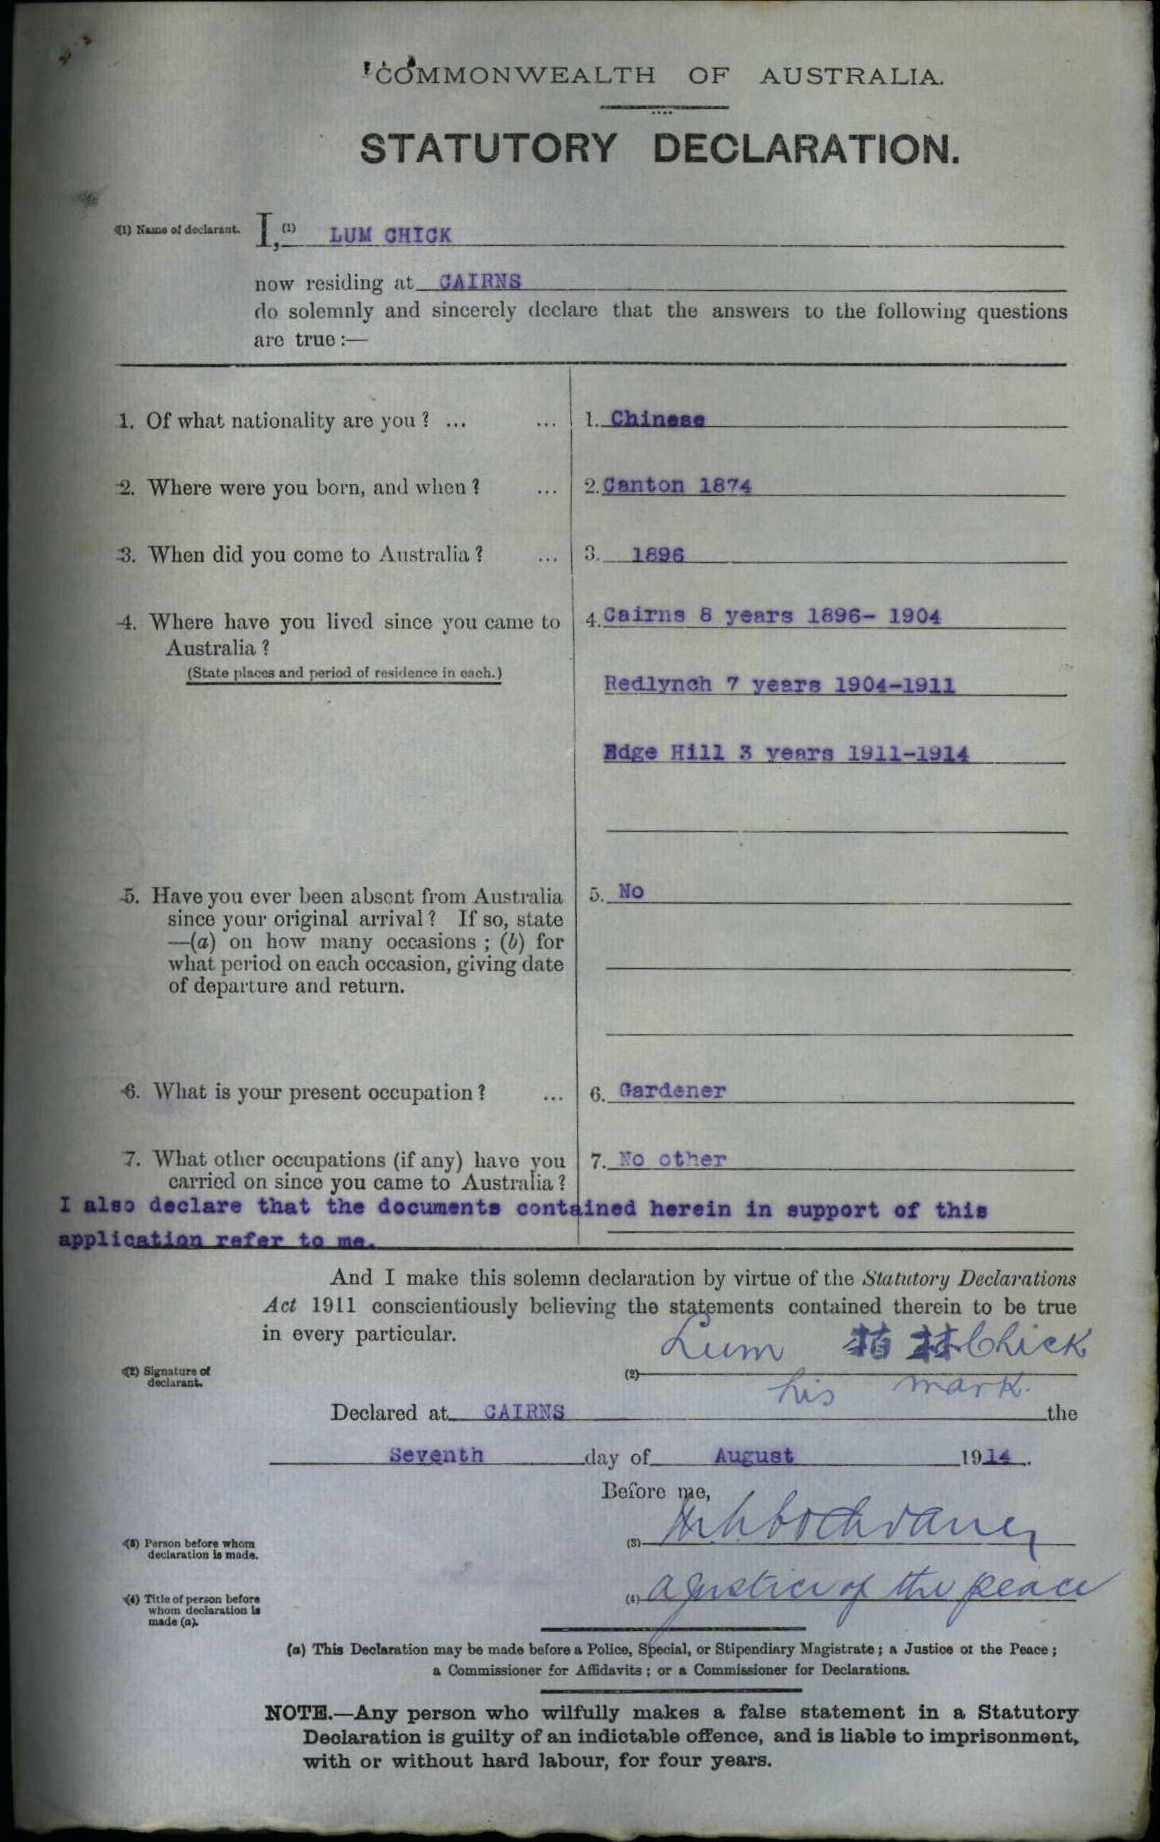 COMMONWEALTH OF AUSTRALIA.
STATUTORY DECLARATION.
(1) Name of declarant. I,(1) LUM CHICK
now residing at CAIRNS
do solemnly and sincerely declare that the answers to the following questions
are true :—
1. Of what nationality are you ? ... ... 1. Chinese
2. Where were you born, and when ? ... 2. Canton 1874
3. When did you come to Australia ? ... 3. 1896
4. Where have you lived since you came to 4. Cairns 8 years 1896- 1904
Australia ?
(State places and period of residence in each.)
Redlynch 7 years 1904-1911
Edge Hill 3 years 1911-1914
5. Have you ever been absent from Australia 5. No
since your original arrival ? If so, state
—(a) on how many occasions ; (b) for
what period on each occasion, giving date
of departure and return.
6. What is your present occupation ? ... 6. Gardener
7. What other occupations (if any) have you 7. No other
carried on since you came to Australia ?
I also declare that the documents contained herein in support of this
application refer to me.
And I make this solemn declaration by virtue of the Statutory Declarations
Act 1911 conscientiously believing the statements contained therein to be true
in every particular.
Lum 林 Chick
(2) Signature of (2)
declarant.
his mark.
Declared at CAIRNS the
Seventh day of August 1914.
Before me,
(3) Person before whom (3)
declaration is made.
(4) Title of person before (4) a Justice of the peace
whom declaration is
made (a).
(a) This Declaration may be made before a Police, Special, or Stipendiary Magistrate ; a Justice of the Peace ;
a Commissioner for Affidavits ; or a Commissioner for Declarations.
NOTE.—Any person who wilfully makes a false statement in a Statutory
Declaration is guilty of an indictable offence, and is liable to imprisonment,
with or without hard labour, for four years.